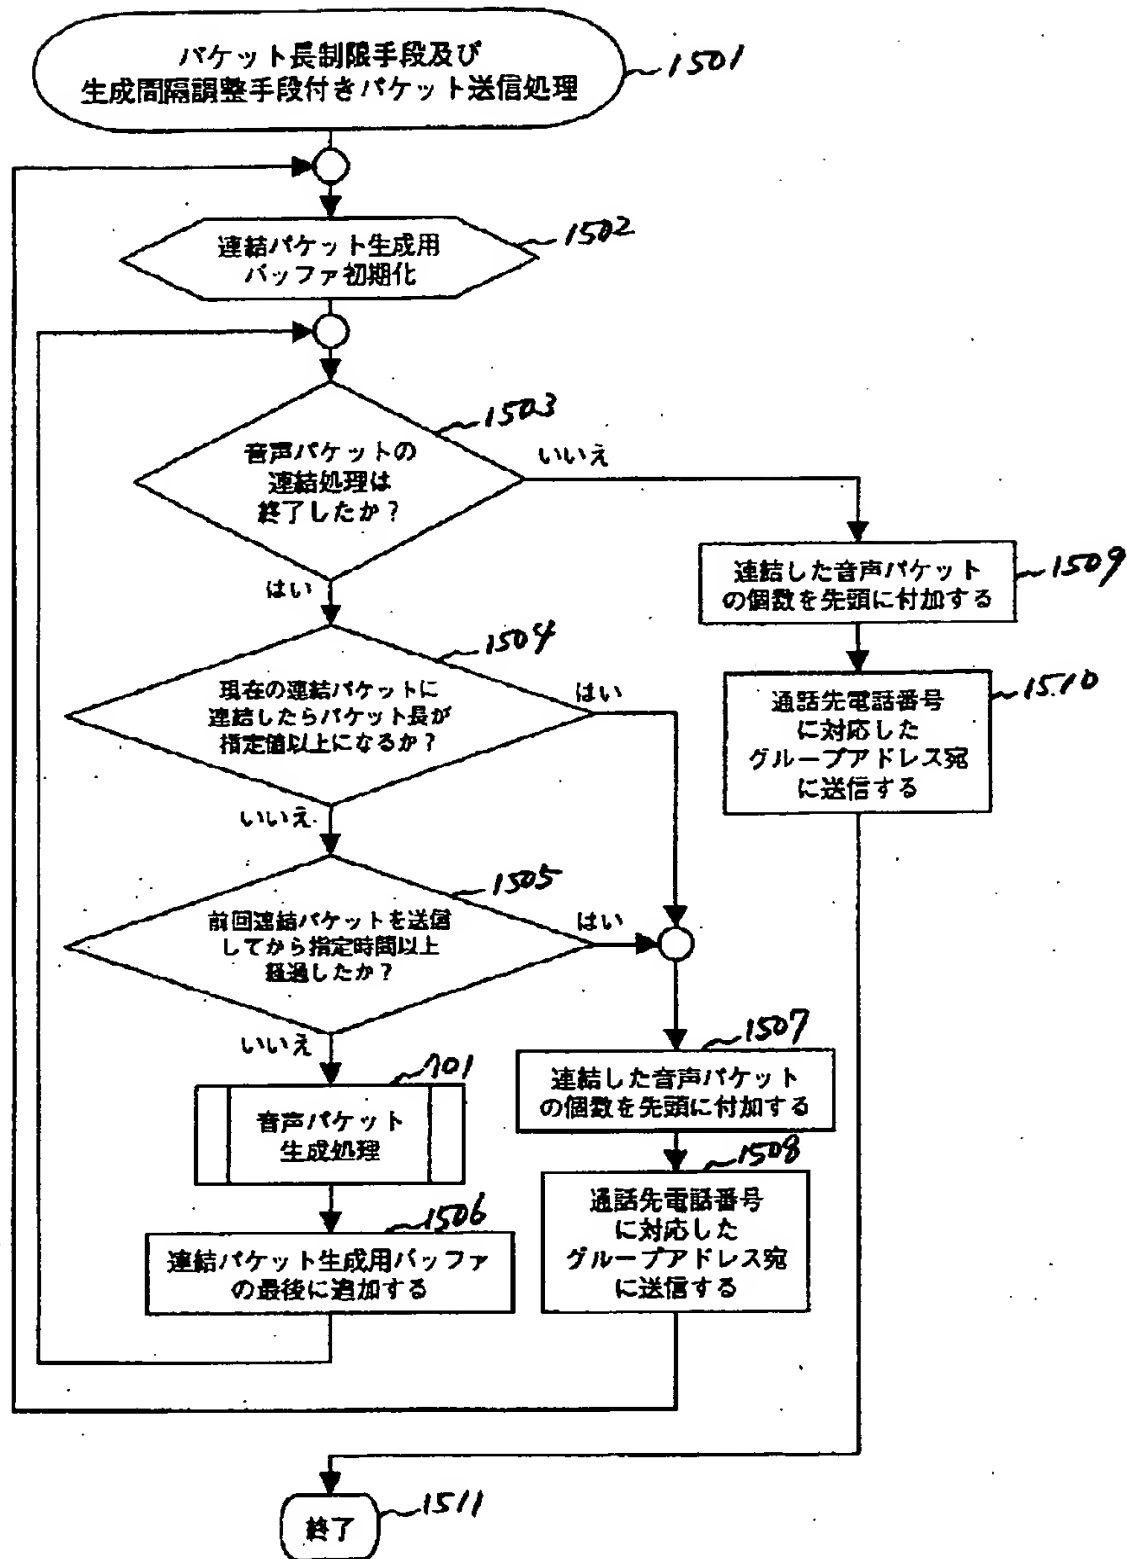 パケット長制限手段及び
生成間隔調整手段付きパケット送信処理
1501
連結パケット生成用
バッファ初期化
1502
音声パケットの
連結処理は
終了したか？
1503
いいえ
はい
連結した音声パケット
の個数を先頭に付加する
1509
現在の連結パケットに
連結したらパケット長が
指定値以上になるか？
1504
はい
いいえ
通話先電話番号
に対応した
グループアドレス宛
に送信する
1510
前回連結パケットを送信
してから指定時間以上
経過したか？
1505
はい
いいえ
音声パケット
生成処理
701
連結した音声パケット
の個数を先頭に付加する
1507
連結パケット生成用バッファ
の最後に追加する
1506
通話先電話番号
に対応した
グループアドレス宛
に送信する
1508
終了
1511